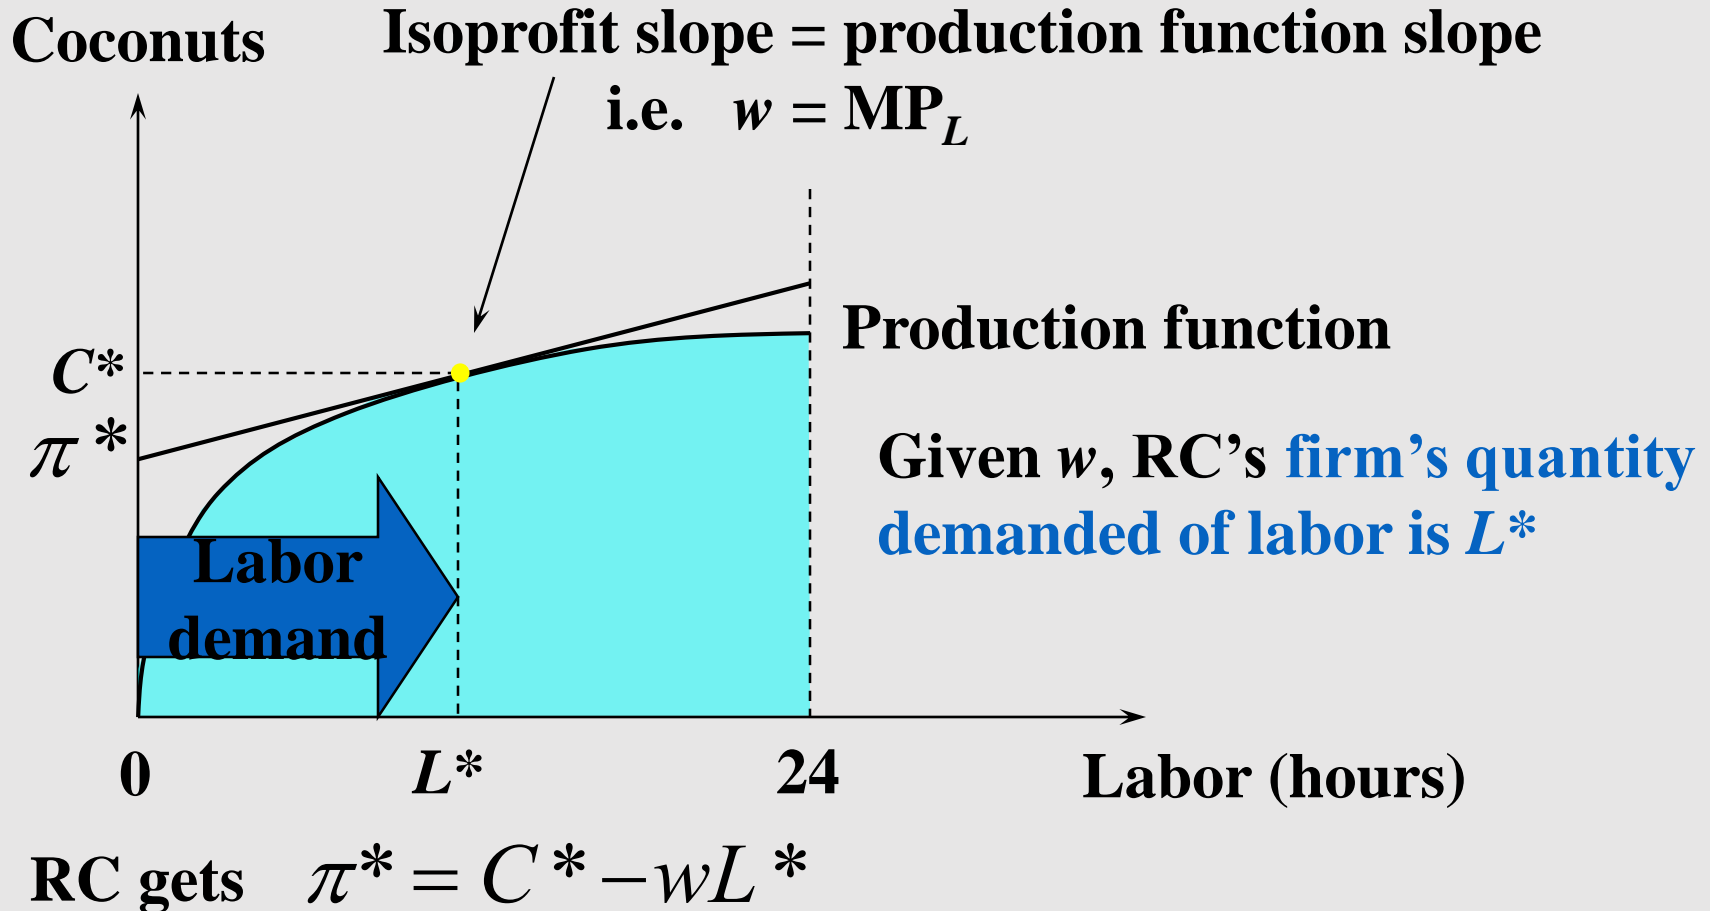 Coconuts
Isoprofit slope = production function slope
i.e. w = MP_L
Production function
C*
π*
Given w, RC’s firm’s quantity
demanded of labor is L*
Labor
demand
0
L*
24
Labor (hours)
RC gets π* = C* − wL*